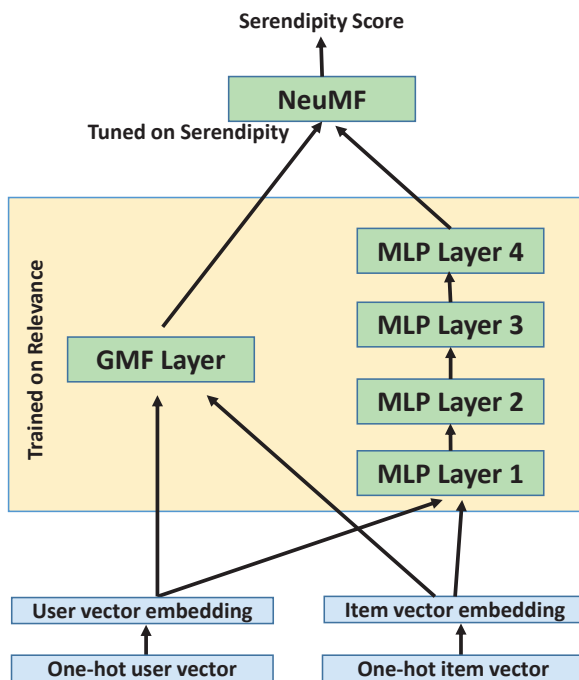 Serendipity Score
NeuMF
Tuned on Serendipity
Trained on Relevance
MLP Layer 4
MLP Layer 3
GMF Layer
MLP Layer 2
MLP Layer 1
User vector embedding
Item vector embedding
One-hot user vector
One-hot item vector